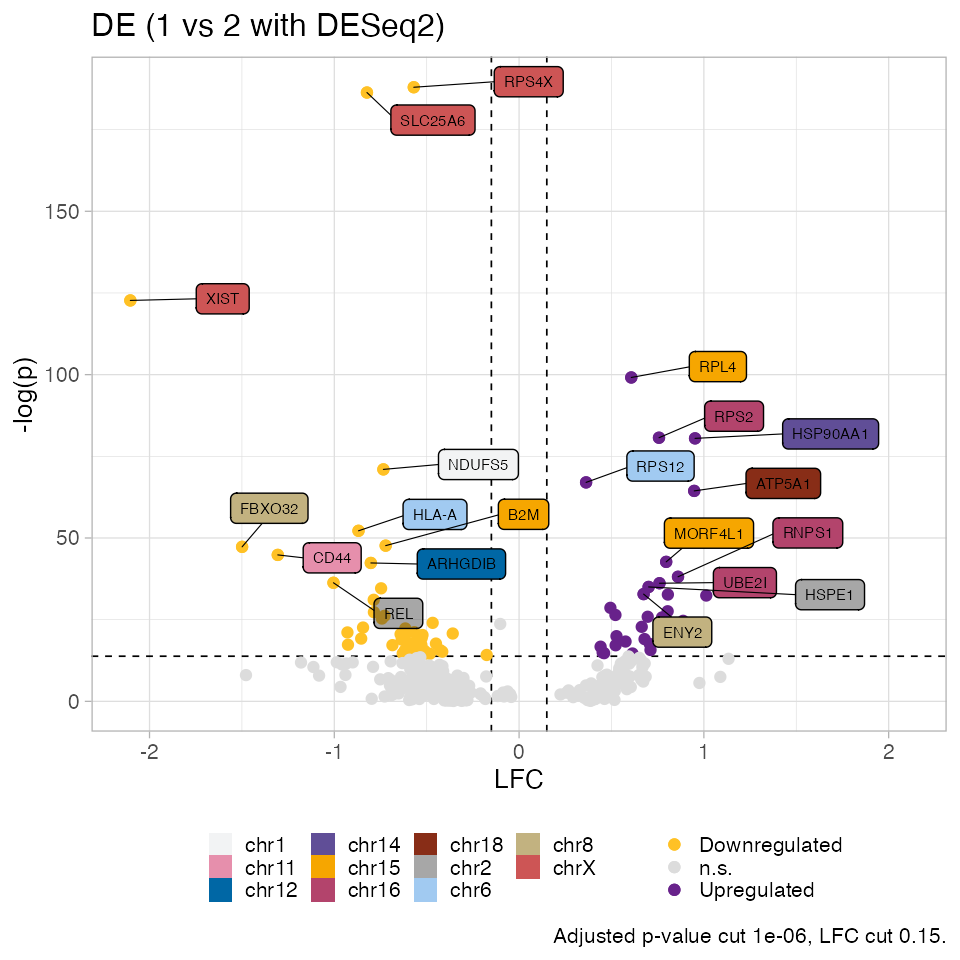 DE (1 vs 2 with DESeq2)
-log(p)
150
100
50
0
RPS4X
SLC25A6
XIST
RPL4
RPS2
HSP90AA1
NDUFS5
RPS12
ATP5A1
FBXO32
HLA-A
B2M
MORF4L1
RNPS1
CD44
ARHGDIB
UBE2I
HSPE1
REL
ENY2
-2
-1
0
1
2
LFC
chr1
chr11
chr12
chr14
chr15
chr16
chr18
chr2
chr6
chr8
chrX
Downregulated
n.s.
Upregulated
Adjusted p-value cut 1e-06, LFC cut 0.15.